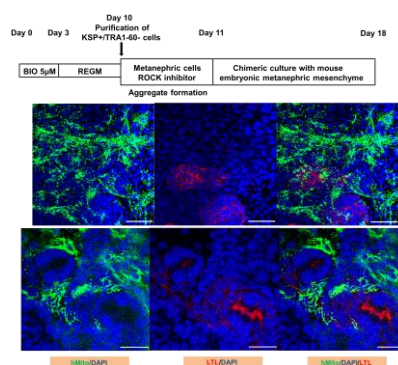 Day 10
Purification of
KSP+/TRA1-60- cells
Day 0
Day 3
Day 11
Day 18
BIO 5µM
REGM
Metanephric cells
ROCK inhibitor
Chimeric culture with mouse
embryonic metanephric mesenchyme
Aggregate formation
hMito/DAPI
LTL/DAPI
hMito/DAPI/LTL